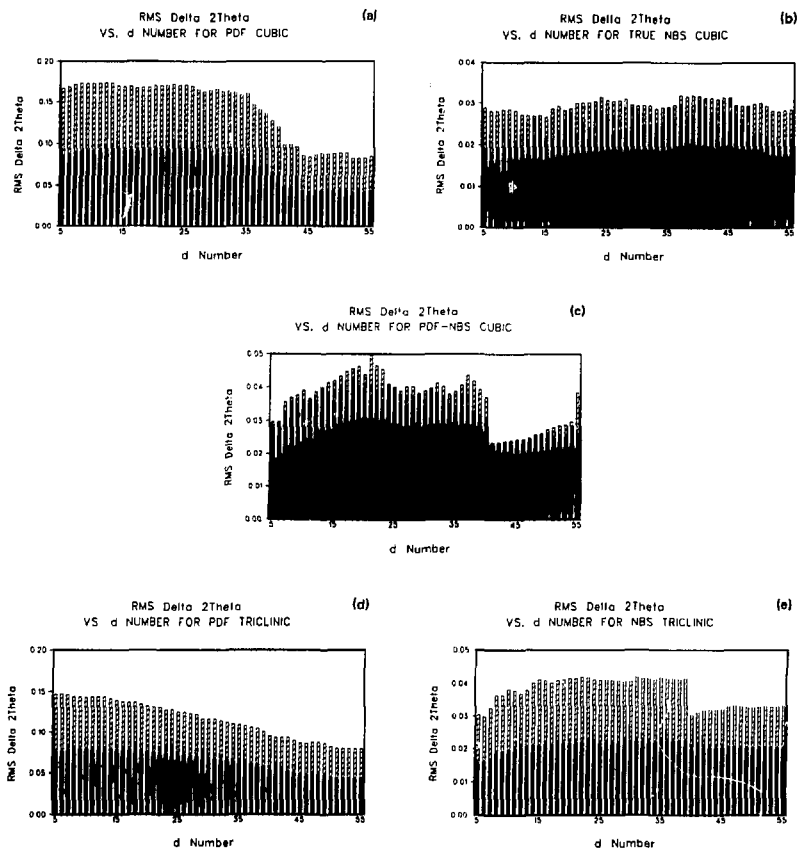 RMS Delta 2Theta (a)
VS. d NUMBER FOR PDF CUBIC
0.20
0.15
0.10
0.05
0.00
RMS Delta 2Theta
5 15 25 35 45 55
d Number
RMS Delta 2Theta (b)
VS. d NUMBER FOR TRUE NBS CUBIC
0.04
0.03
0.02
0.01
0.00
RMS Delta 2Theta
5 15 25 35 45 55
d Number
RMS Delta 2Theta (c)
VS. d NUMBER FOR PDF-NBS CUBIC
0.05
0.04
0.03
0.02
0.01
0.00
RMS Delta 2Theta
5 15 25 35 45 55
d Number
RMS Delta 2Theta (d)
VS d NUMBER FOR PDF TRICLINIC
0.20
0.15
0.10
0.05
0.00
RMS Delta 2Theta
5 15 25 35 45 55
d Number
RMS Delta 2Theta (e)
VS. d NUMBER FOR NBS TRICLINIC
0.05
0.04
0.03
0.02
0.01
0.00
RMS Delta 2Theta
5 15 25 35 45 55
d Number